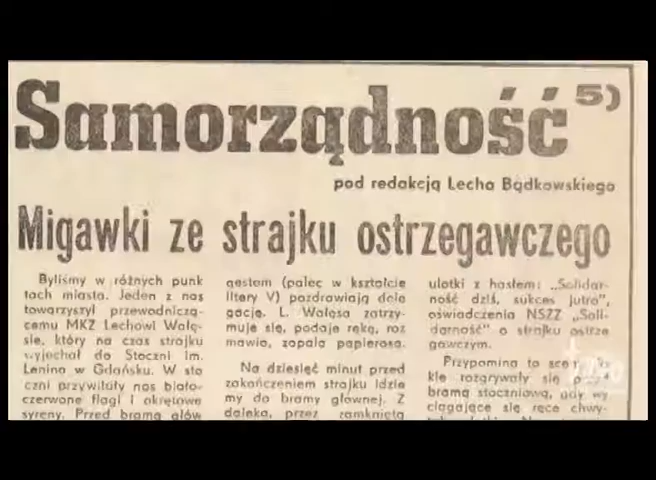 Samorządność 5)
pod redakcją Lecha Bądkowskiego
Migawki ze strajku ostrzegawczego
Byliśmy w różnych punk
tach miasta. Jeden z nas
towarzyszył przewodniczą-
cemu MKZ Lechowi Wałę-
sie, który na czas strajku
wyjechał do Stoczni im.
Lenina w Gdańsku. W sto
czni przywitały nas biało-
czerwone flagi i okrętowe
syreny. Przed bramą głów
gestem (palec w kształcie
litery V) pozdrawiają dele
gację. L. Wałęsa zatrzy-
muje się, podaje rękę, roz
mawia, zapala papierosa.
Na dziesięć minut przed
zakończeniem strajku idzie
my do bramy głównej. Z
daleka, przez zamkniętą
ulotki z hasłem: „Solidar-
ność dziś, sukces jutro",
oświadczenia NSZZ „Soli-
darność" o strajku ostrze
gawczym.
Przypomina to
kie rozgrywały się
bramą stoczniową, gdy wy
ciągające się ręce chwy-